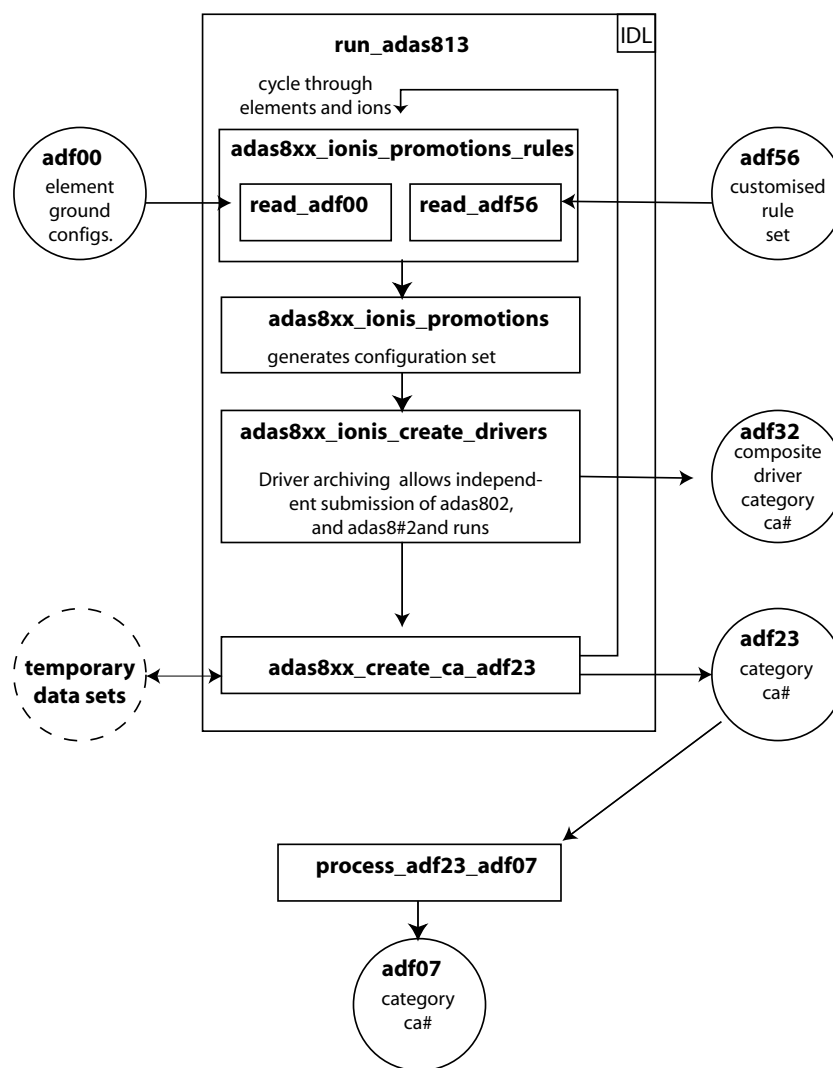 run_adas813
IDL
cycle through
elements and ions
adas8xx_ionis_promotions_rules
read_adf00
read_adf56
adf00
element
ground
configs.
adf56
customised
rule
set
adas8xx_ionis_promotions
generates configuration set
adas8xx_ionis_create_drivers
Driver archiving allows independ-
ent submission of adas802,
and adas8#2and runs
adf32
composite
driver
category
ca#
temporary
data sets
adas8xx_create_ca_adf23
adf23
category
ca#
process_adf23_adf07
adf07
category
ca#